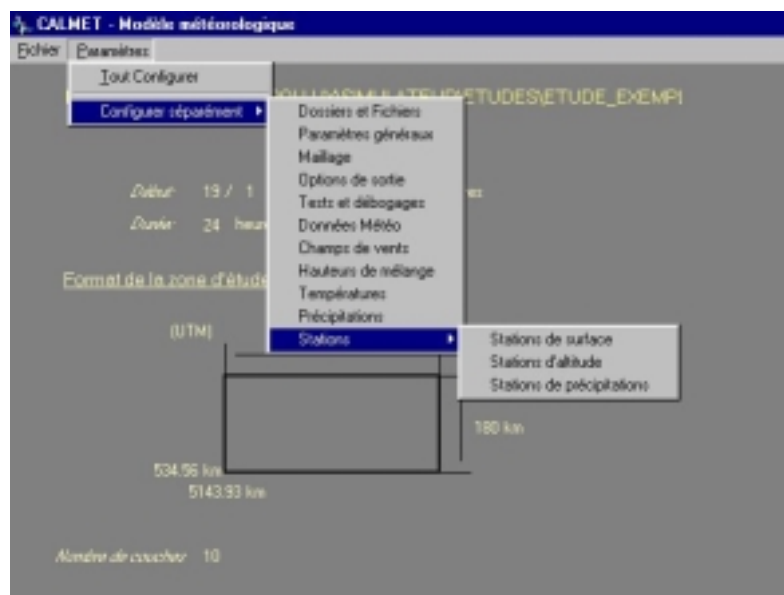 CALMET - Modèle météorologique
Fichier Paramètres
Tout Configurer
Configurer séparément
ETUDES\ETUDE_EXEMPl
Dossiers et Fichiers
Paramètres généraux
Maillage
Options de sortie
Tests et débogages
Données Météo
Champs de vents
Hauteurs de mélange
Températures
Précipitations
Stations
Stations de surface
Stations d'altitude
Stations de précipitations
Début: 19 / 1
Durée: 24
Format de la zone d'étude
(UTM)
180 km
534.56 km
5143.93 km
Nombre de couches 10